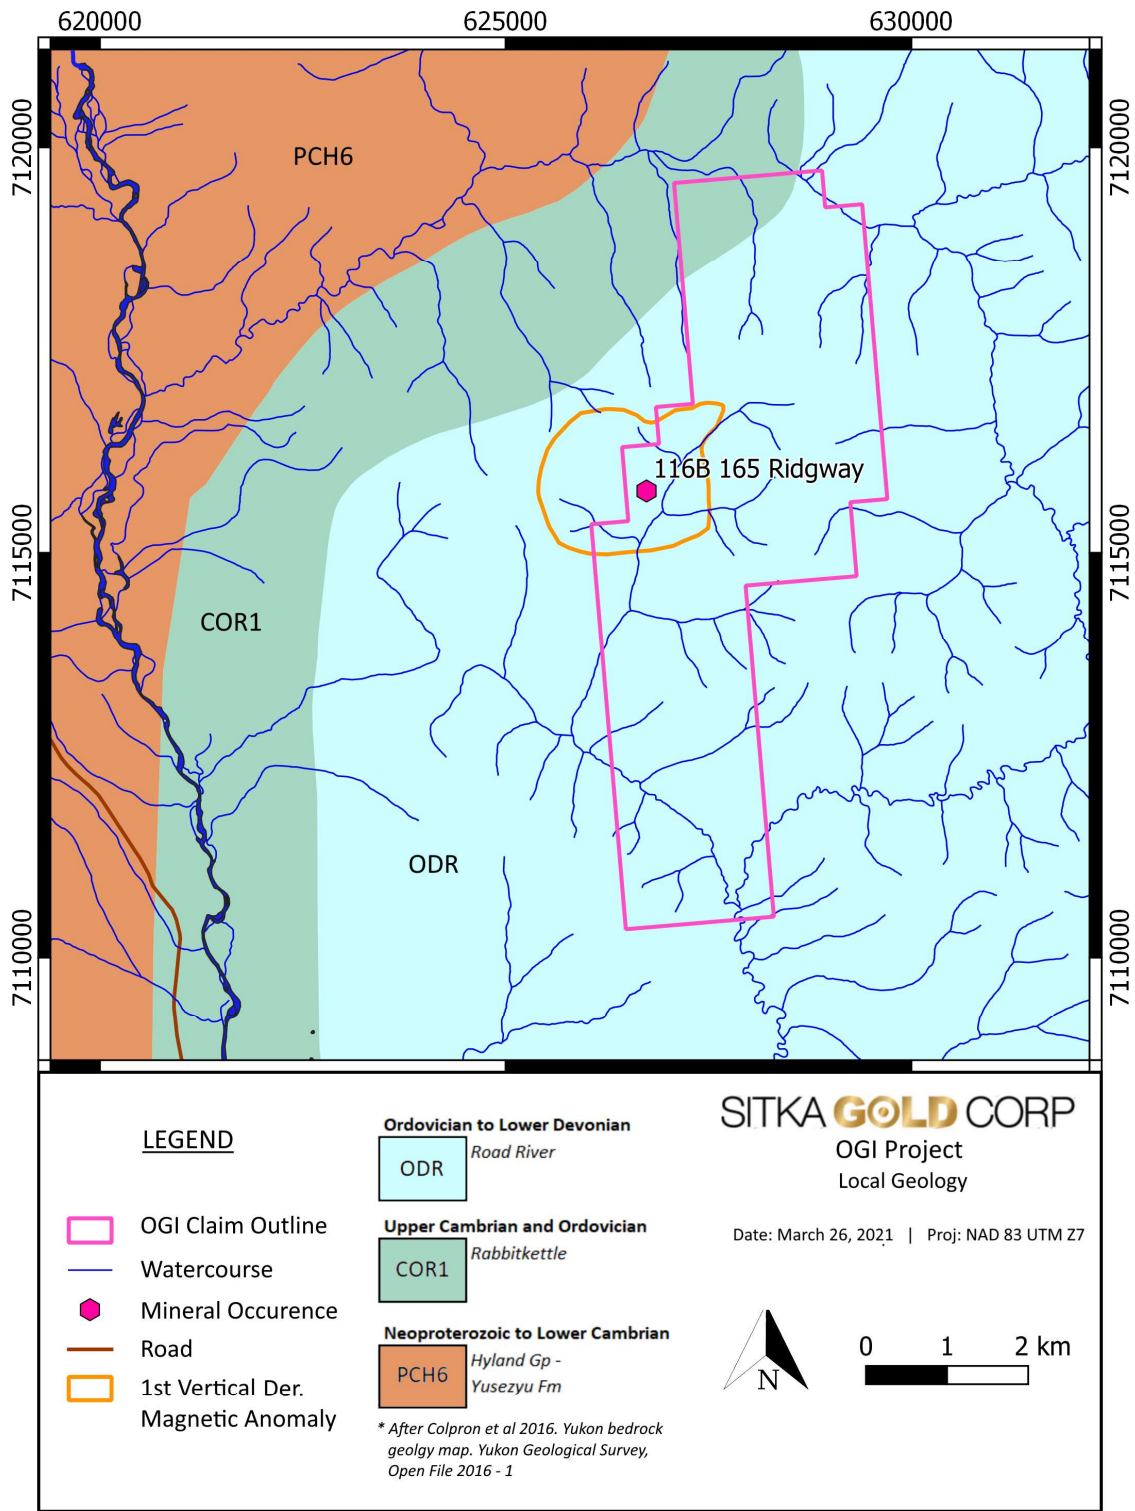 620000 625000 630000
7120000
7120000
PCH6
116B 165 Ridgway
7115000
7115000
COR1
ODR
7110000
7110000
LEGEND
OGI Claim Outline
Watercourse
Mineral Occurence
Road
1st Vertical Der.
Magnetic Anomaly
Ordovician to Lower Devonian
ODR
Road River
Upper Cambrian and Ordovician
COR1
Rabbitkettle
Neoproterozoic to Lower Cambrian
PCH6
Hyland Gp -
Yusezyu Fm
* After Colpron et al 2016. Yukon bedrock
geolgy map. Yukon Geological Survey,
Open File 2016 - 1
SITKA GOLD CORP
OGI Project
Local Geology
Date: March 26, 2021 | Proj: NAD 83 UTM Z7
N
0 1 2 km